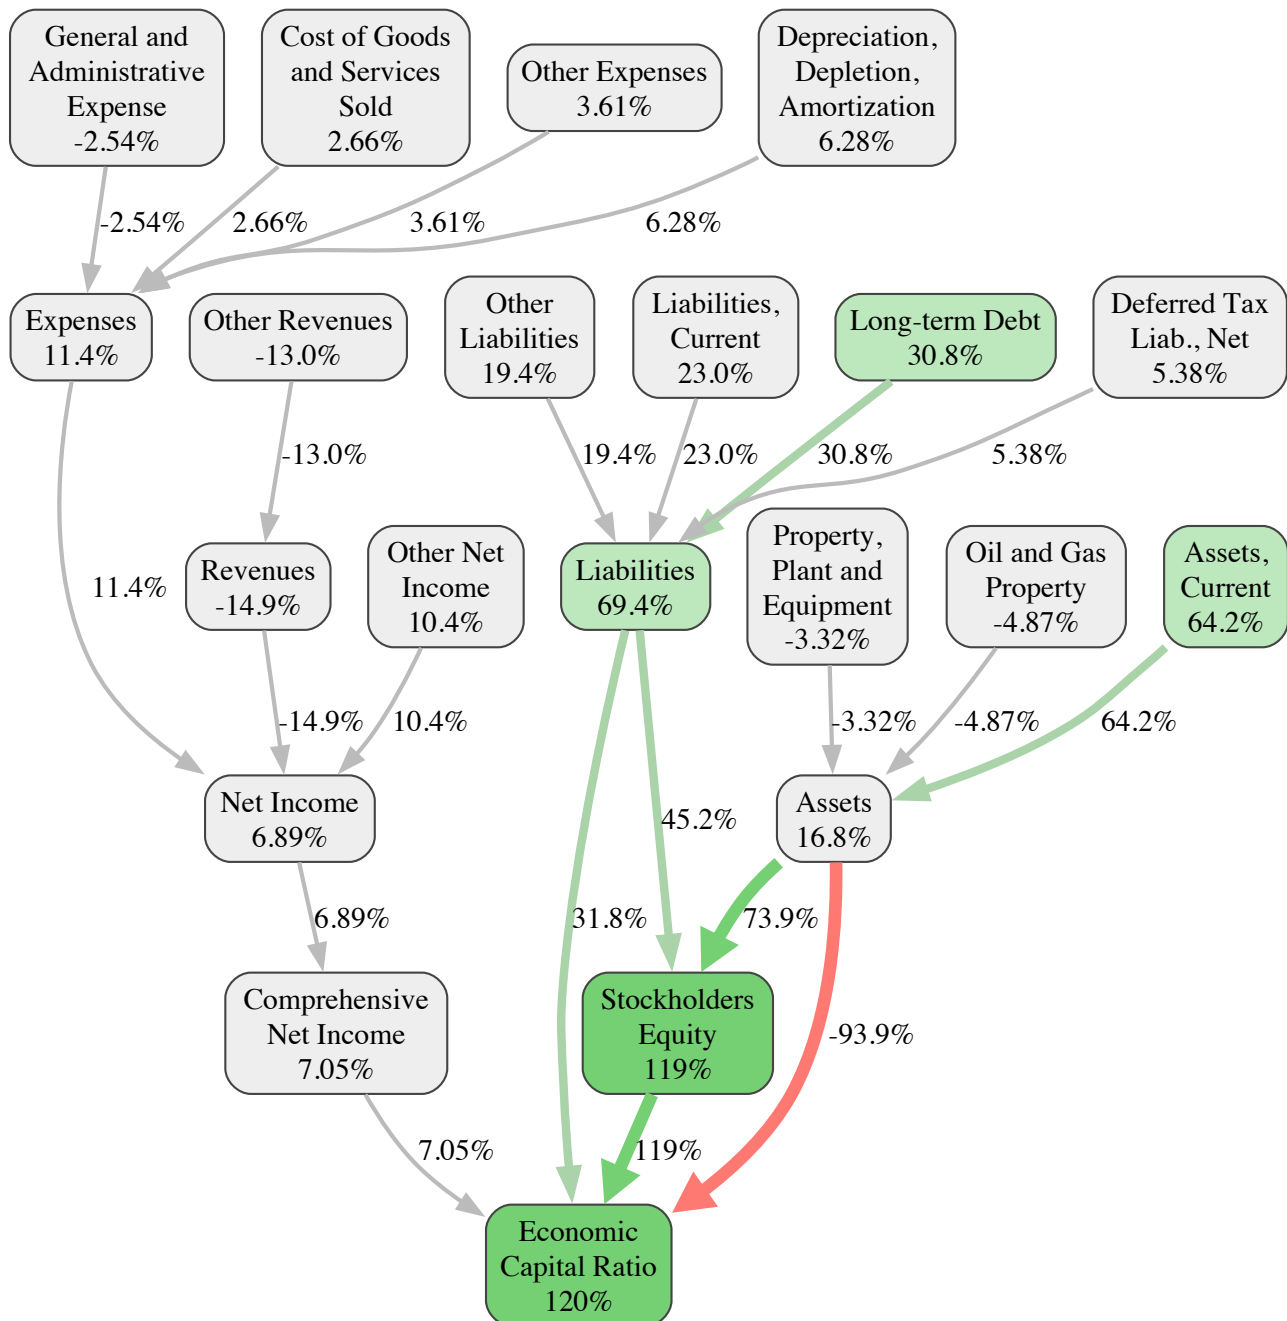 General and
Administrative
Expense
-2.54%
Cost of Goods
and Services
Sold
2.66%
Other Expenses
3.61%
Depreciation,
Depletion,
Amortization
6.28%
-2.54%
2.66%
3.61%
6.28%
Expenses
11.4%
Other Revenues
-13.0%
Other
Liabilities
19.4%
Liabilities,
Current
23.0%
Long-term Debt
30.8%
Deferred Tax
Liab., Net
5.38%
-13.0%
19.4%
23.0%
30.8%
5.38%
Revenues
-14.9%
Other Net
Income
10.4%
Liabilities
69.4%
Property,
Plant and
Equipment
-3.32%
Oil and Gas
Property
-4.87%
Assets,
Current
64.2%
11.4%
-14.9%
10.4%
-3.32%
-4.87%
64.2%
Net Income
6.89%
45.2%
Assets
16.8%
6.89%
31.8%
73.9%
Comprehensive
Net Income
7.05%
Stockholders
Equity
119%
-93.9%
7.05%
119%
Economic
Capital Ratio
120%